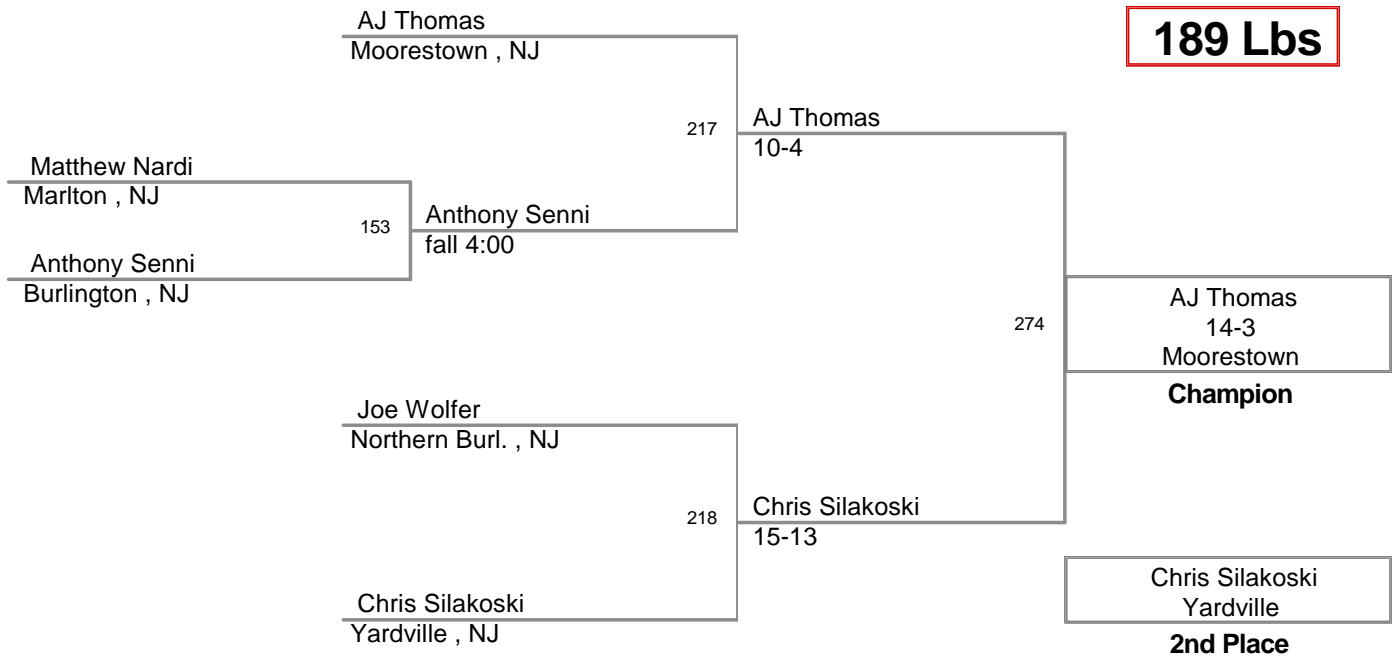 AJ Thomas
Moorestown , NJ
189 Lbs
217
AJ Thomas
10-4
Matthew Nardi
Marlton , NJ
153
Anthony Senni
fall 4:00
Anthony Senni
Burlington , NJ
274
AJ Thomas
14-3
Moorestown
Champion
Joe Wolfer
Northern Burl. , NJ
218
Chris Silakoski
15-13
Chris Silakoski
Yardville , NJ
Chris Silakoski
Yardville
2nd Place